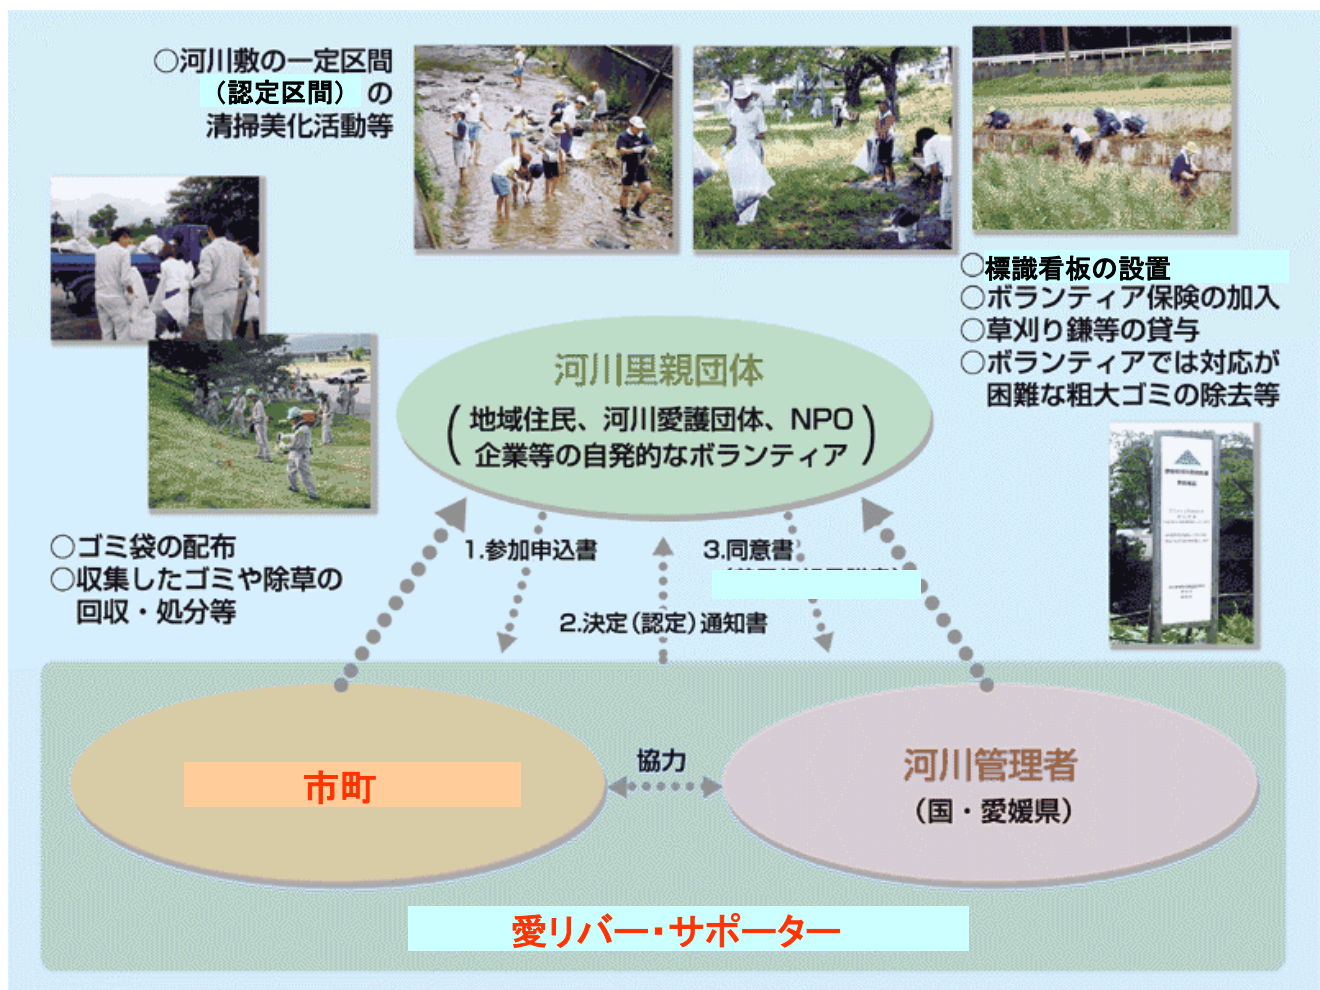 ○河川敷の一定区間
（認定区間） の
清掃美化活動等
○標識看板の設置
○ボランティア保険の加入
○草刈り鎌等の貸与
○ボランティアでは対応が
困難な粗大ゴミの除去等
河川里親団体
地域住民、河川愛護団体、NPO
企業等の自発的なボランティア
○ゴミ袋の配布
○収集したゴミや除草の
回収・処分等
1.参加申込書
3.同意書
2.決定（認定）通知書
市町
協力
河川管理者
（国・愛媛県）
愛リバー・サポーター